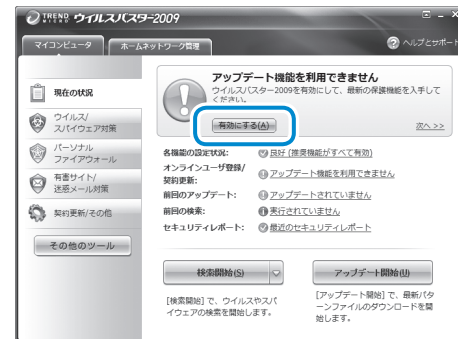 TREND MICRO ウイルスバスター2009
マイコンピュータ
ホームネットワーク管理
ヘルプとサポート
現在の状況
ウイルス/
スパイウェア対策
パーソナル
ファイアウォール
有害サイト/
迷惑メール対策
契約更新/その他
その他のツール
アップデート機能を利用できません
ウイルスバスター2009を有効にして、最新の保護機能を入手して
ください。
有効にする(A)
次へ >>
各機能の設定状況:
良好 (推奨機能がすべて有効)
オンラインユーザ登録/
契約更新:
アップデート機能を利用できません
前回のアップデート:
アップデートされていません
前回の検索:
実行されていません
セキュリティレポート:
最近のセキュリティレポート
検索開始(S)
アップデート開始(U)
[検索開始] で、ウイルスやスパ
イウェアの検索を開始します。
[アップデート開始] で、最新パタ
ーンファイルのダウンロードを開
始します。